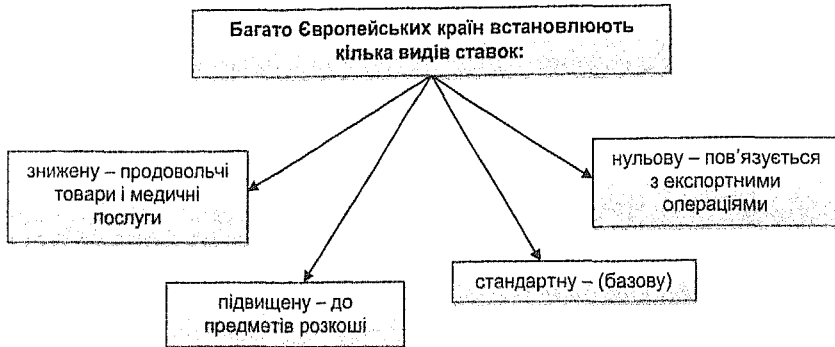 Багато Європейських країн встановлюють
кілька видів ставок:
знижену – продовольчі
товари і медичні
послуги
нульову – пов’язується
з експортними
операціями
підвищену – до
предметів розкоші
стандартну – (базову)